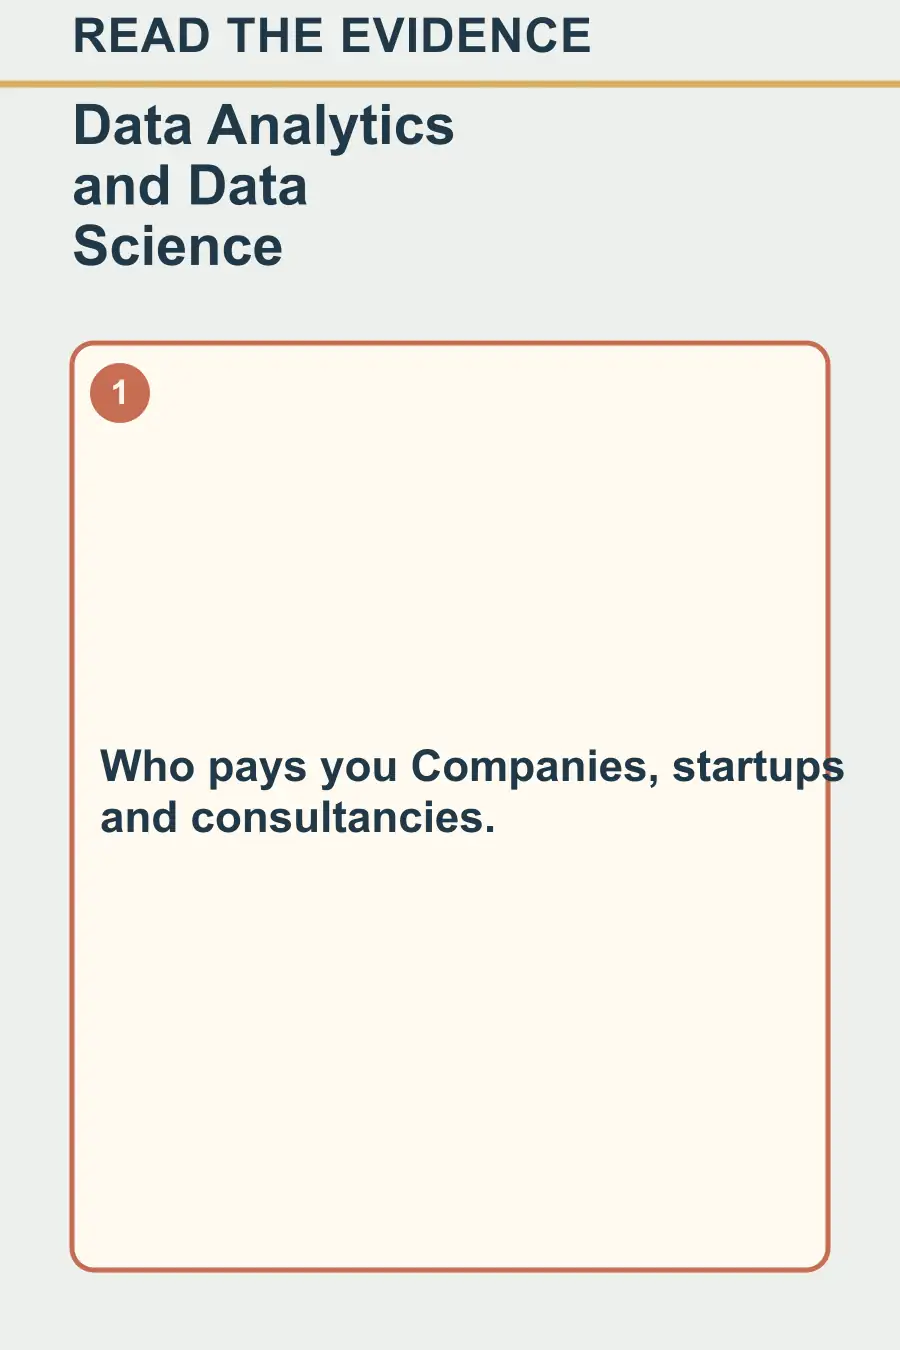 READ THE EVIDENCE
Data Analytics
and Data
Science
1
Who pays you Companies, startups
and consultancies.